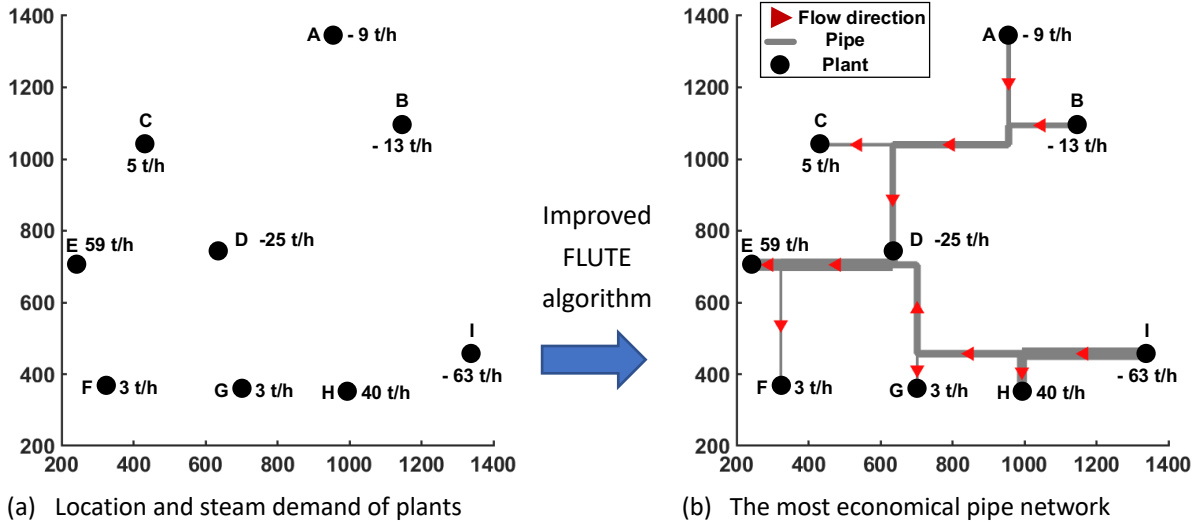 1400
1200
1000
800
600
400
200
200 400 600 800 1000 1200 1400
A - 9 t/h
B
- 13 t/h
C
5 t/h
D -25 t/h
E 59 t/h
I
- 63 t/h
F 3 t/h
G 3 t/h
H 40 t/h
(a) Location and steam demand of plants
Improved
FLUTE
algorithm
1400
1200
1000
800
600
400
200
200 400 600 800 1000 1200 1400
Flow direction
Pipe
Plant
A - 9 t/h
B
- 13 t/h
C
5 t/h
D -25 t/h
E 59 t/h
I
- 63 t/h
F 3 t/h
G 3 t/h
H 40 t/h
(b) The most economical pipe network